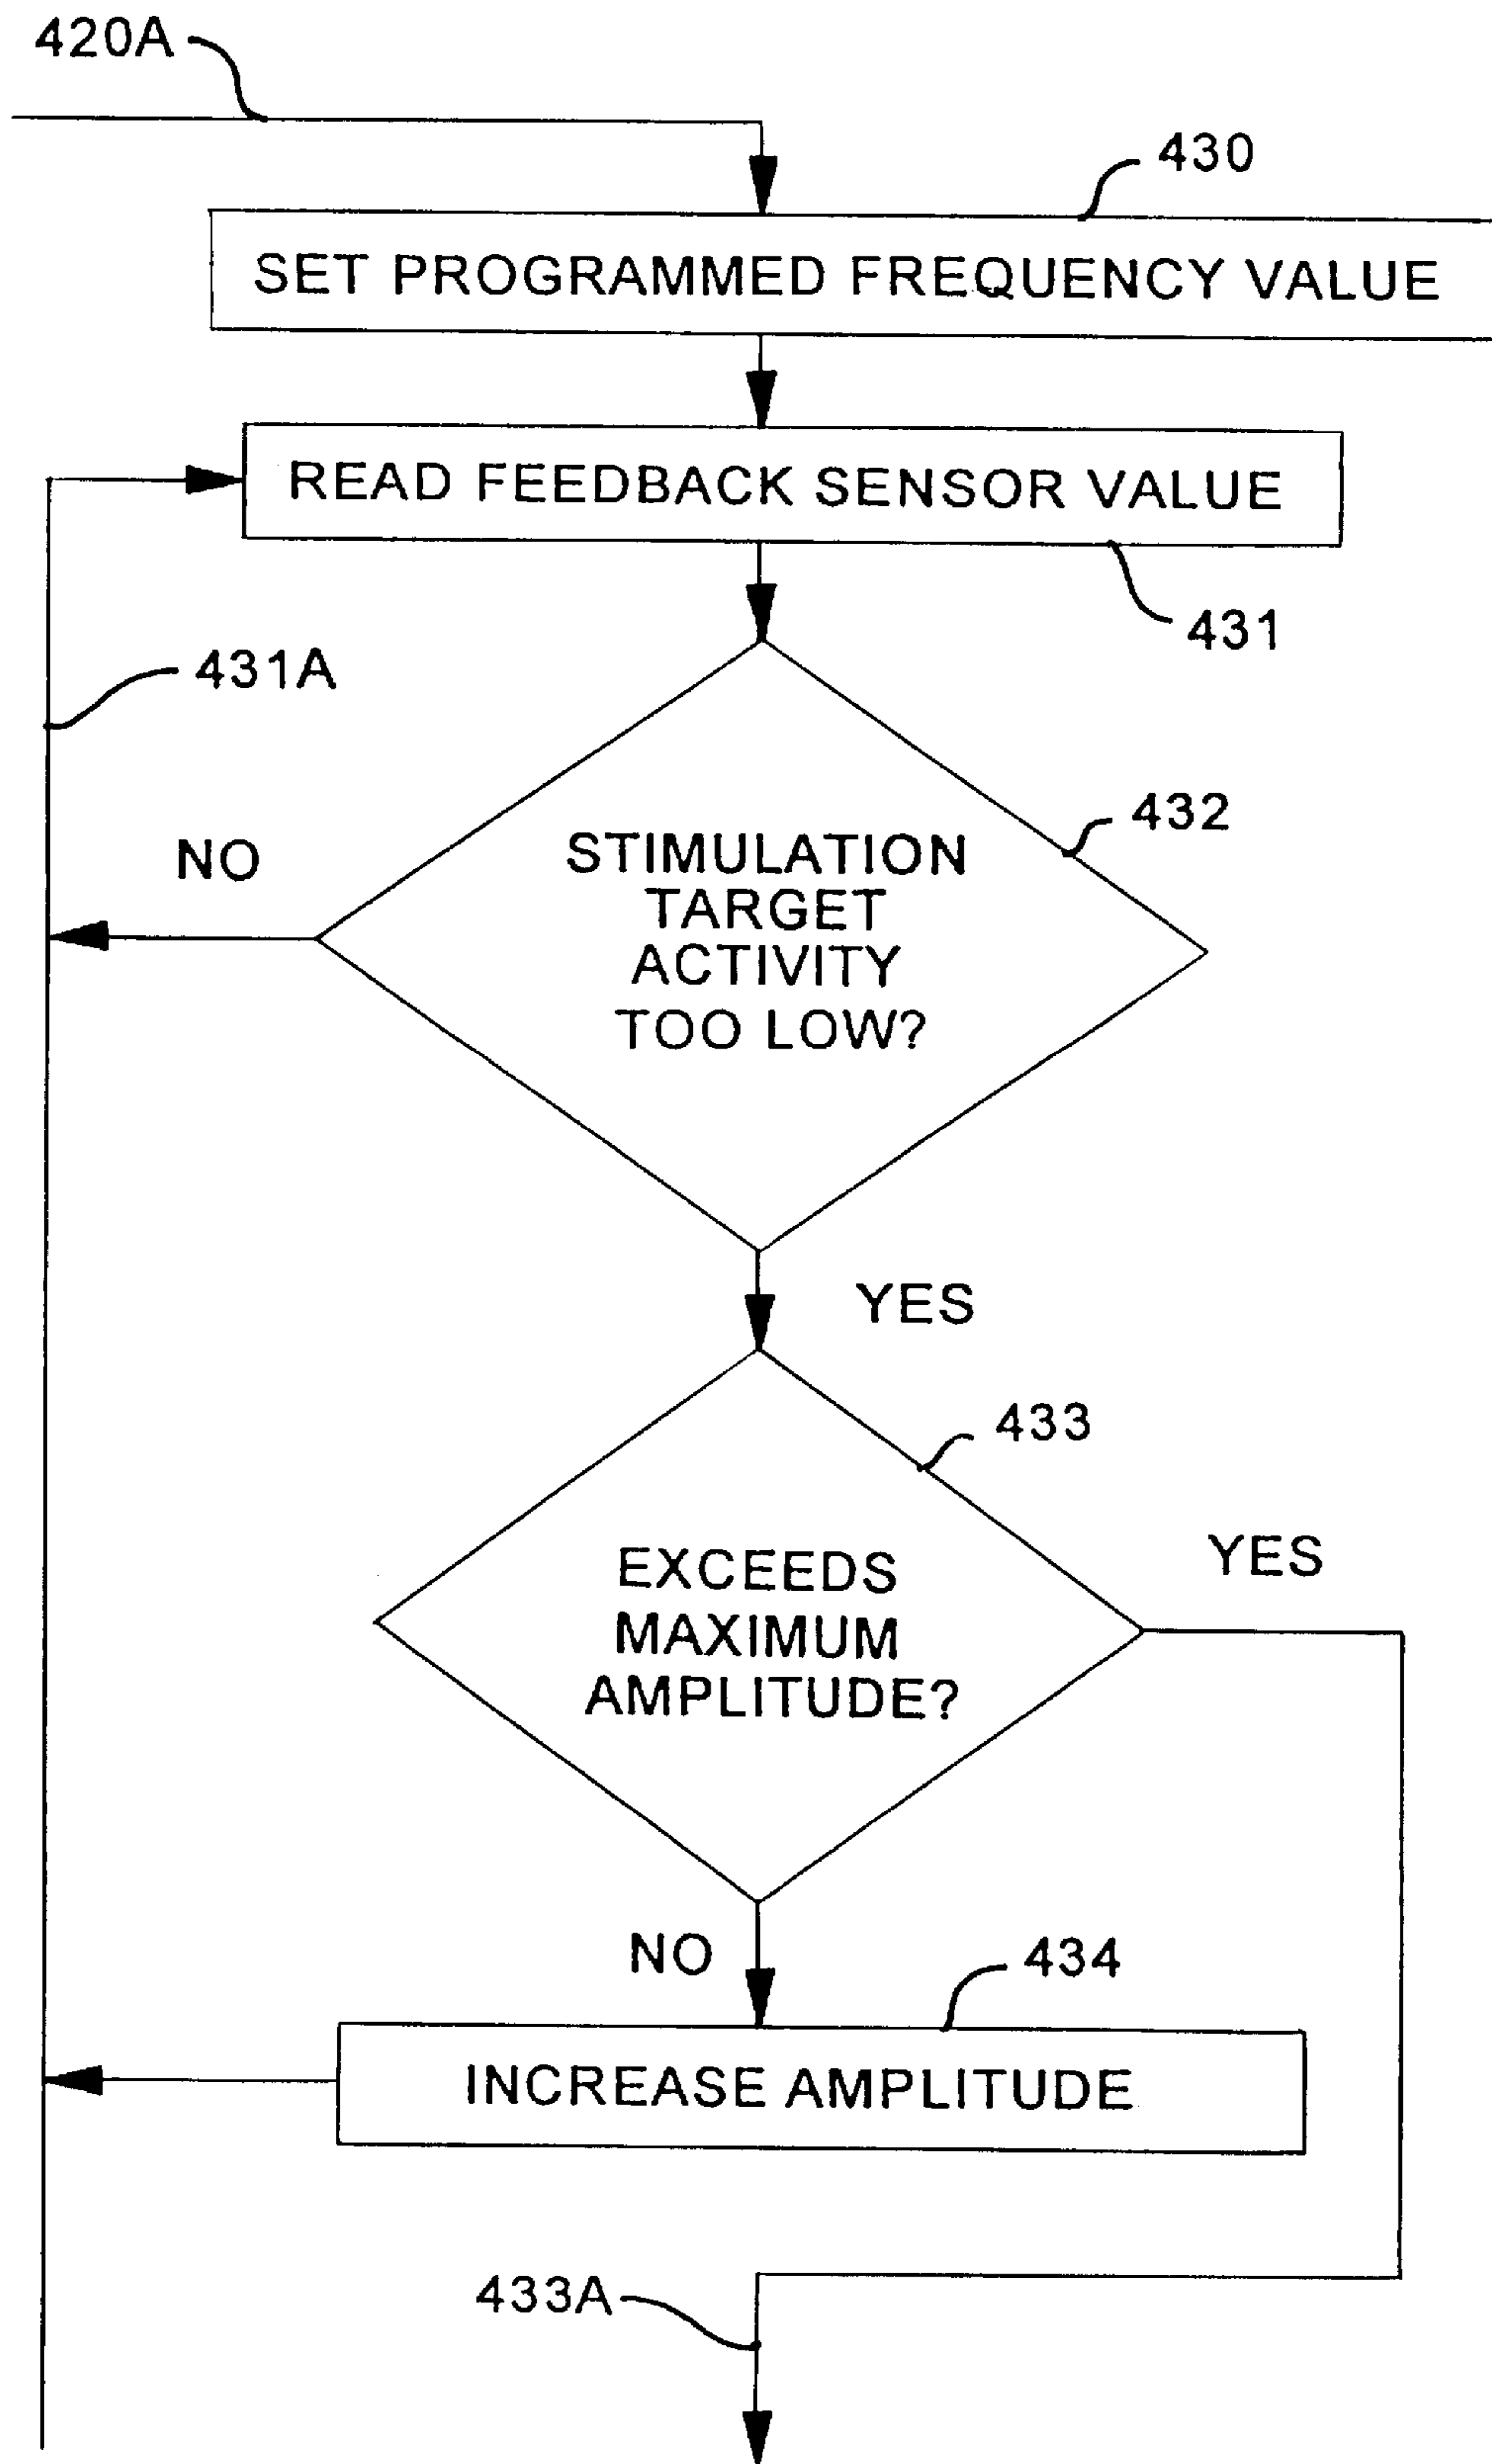 420A
430
SET PROGRAMMED FREQUENCY VALUE
READ FEEDBACK SENSOR VALUE
431
431A
432
NO
STIMULATION
TARGET
ACTIVITY
TOO LOW?
YES
433
YES
EXCEEDS
MAXIMUM
AMPLITUDE?
NO
434
INCREASE AMPLITUDE
433A